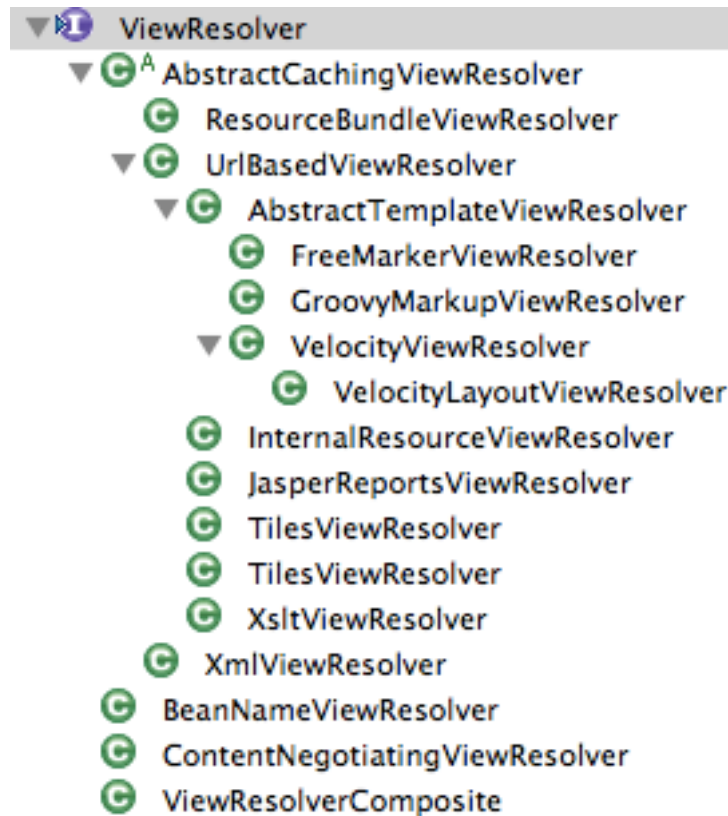 ViewResolver
AbstractCachingViewResolver
ResourceBundleViewResolver
UrlBasedViewResolver
AbstractTemplateViewResolver
FreeMarkerViewResolver
GroovyMarkupViewResolver
VelocityViewResolver
VelocityLayoutViewResolver
InternalResourceViewResolver
JasperReportsViewResolver
TilesViewResolver
TilesViewResolver
XsltViewResolver
XmlViewResolver
BeanNameViewResolver
ContentNegotiatingViewResolver
ViewResolverComposite